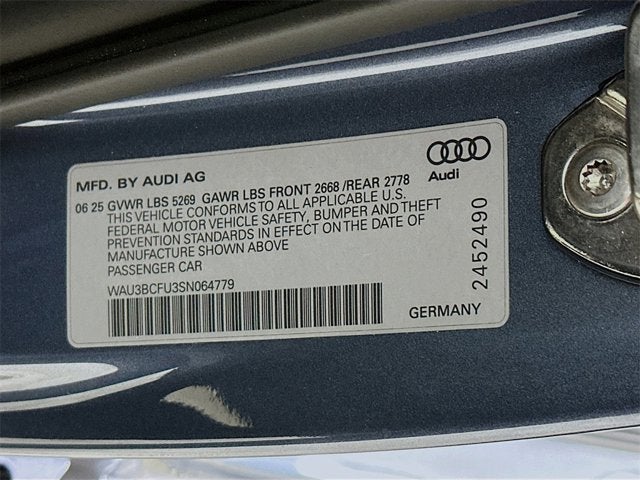 MFD. BY AUDI AG
Audi
06 25 GVWR LBS 5269 GAWR LBS FRONT 2668 /REAR 2778
THIS VEHICLE CONFORMS TO ALL APPLICABLE U.S.
FEDERAL MOTOR VEHICLE SAFETY, BUMPER AND THEFT
PREVENTION STANDARDS IN EFFECT ON THE DATE OF
MANUFACTURE SHOWN ABOVE
PASSENGER CAR
WAU3BCFU3SN064779
GERMANY
2452490